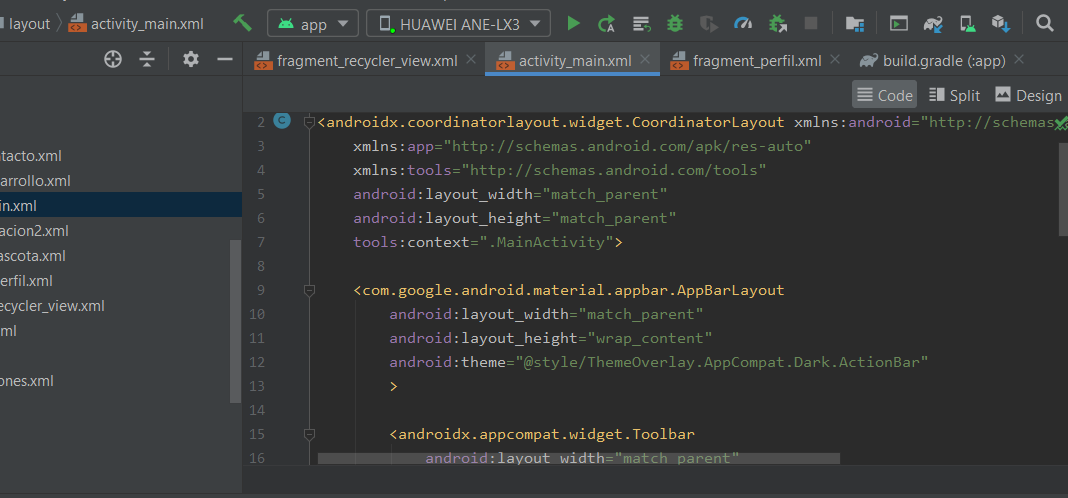 layout activity_main.xml app HUAWEI ANE-LX3
fragment_recycler_view.xml activity_main.xml fragment_perfil.xml build.gradle (:app)
Code Split Design
ntacto.xml
arrollo.xml
in.xml
acion2.xml
ascota.xml
erfil.xml
ecycler_view.xml
ml
ones.xml
2 C <androidx.coordinatorlayout.widget.CoordinatorLayout xmlns:android="http://schemas
3 xmlns:app="http://schemas.android.com/apk/res-auto"
4 xmlns:tools="http://schemas.android.com/tools"
5 android:layout_width="match_parent"
6 android:layout_height="match_parent"
7 tools:context=".MainActivity">
8
9 <com.google.android.material.appbar.AppBarLayout
10 android:layout_width="match_parent"
11 android:layout_height="wrap_content"
12 android:theme="@style/ThemeOverlay.AppCompat.Dark.ActionBar"
13 >
14
15 <androidx.appcompat.widget.Toolbar
16 android:layout_width="match_parent"